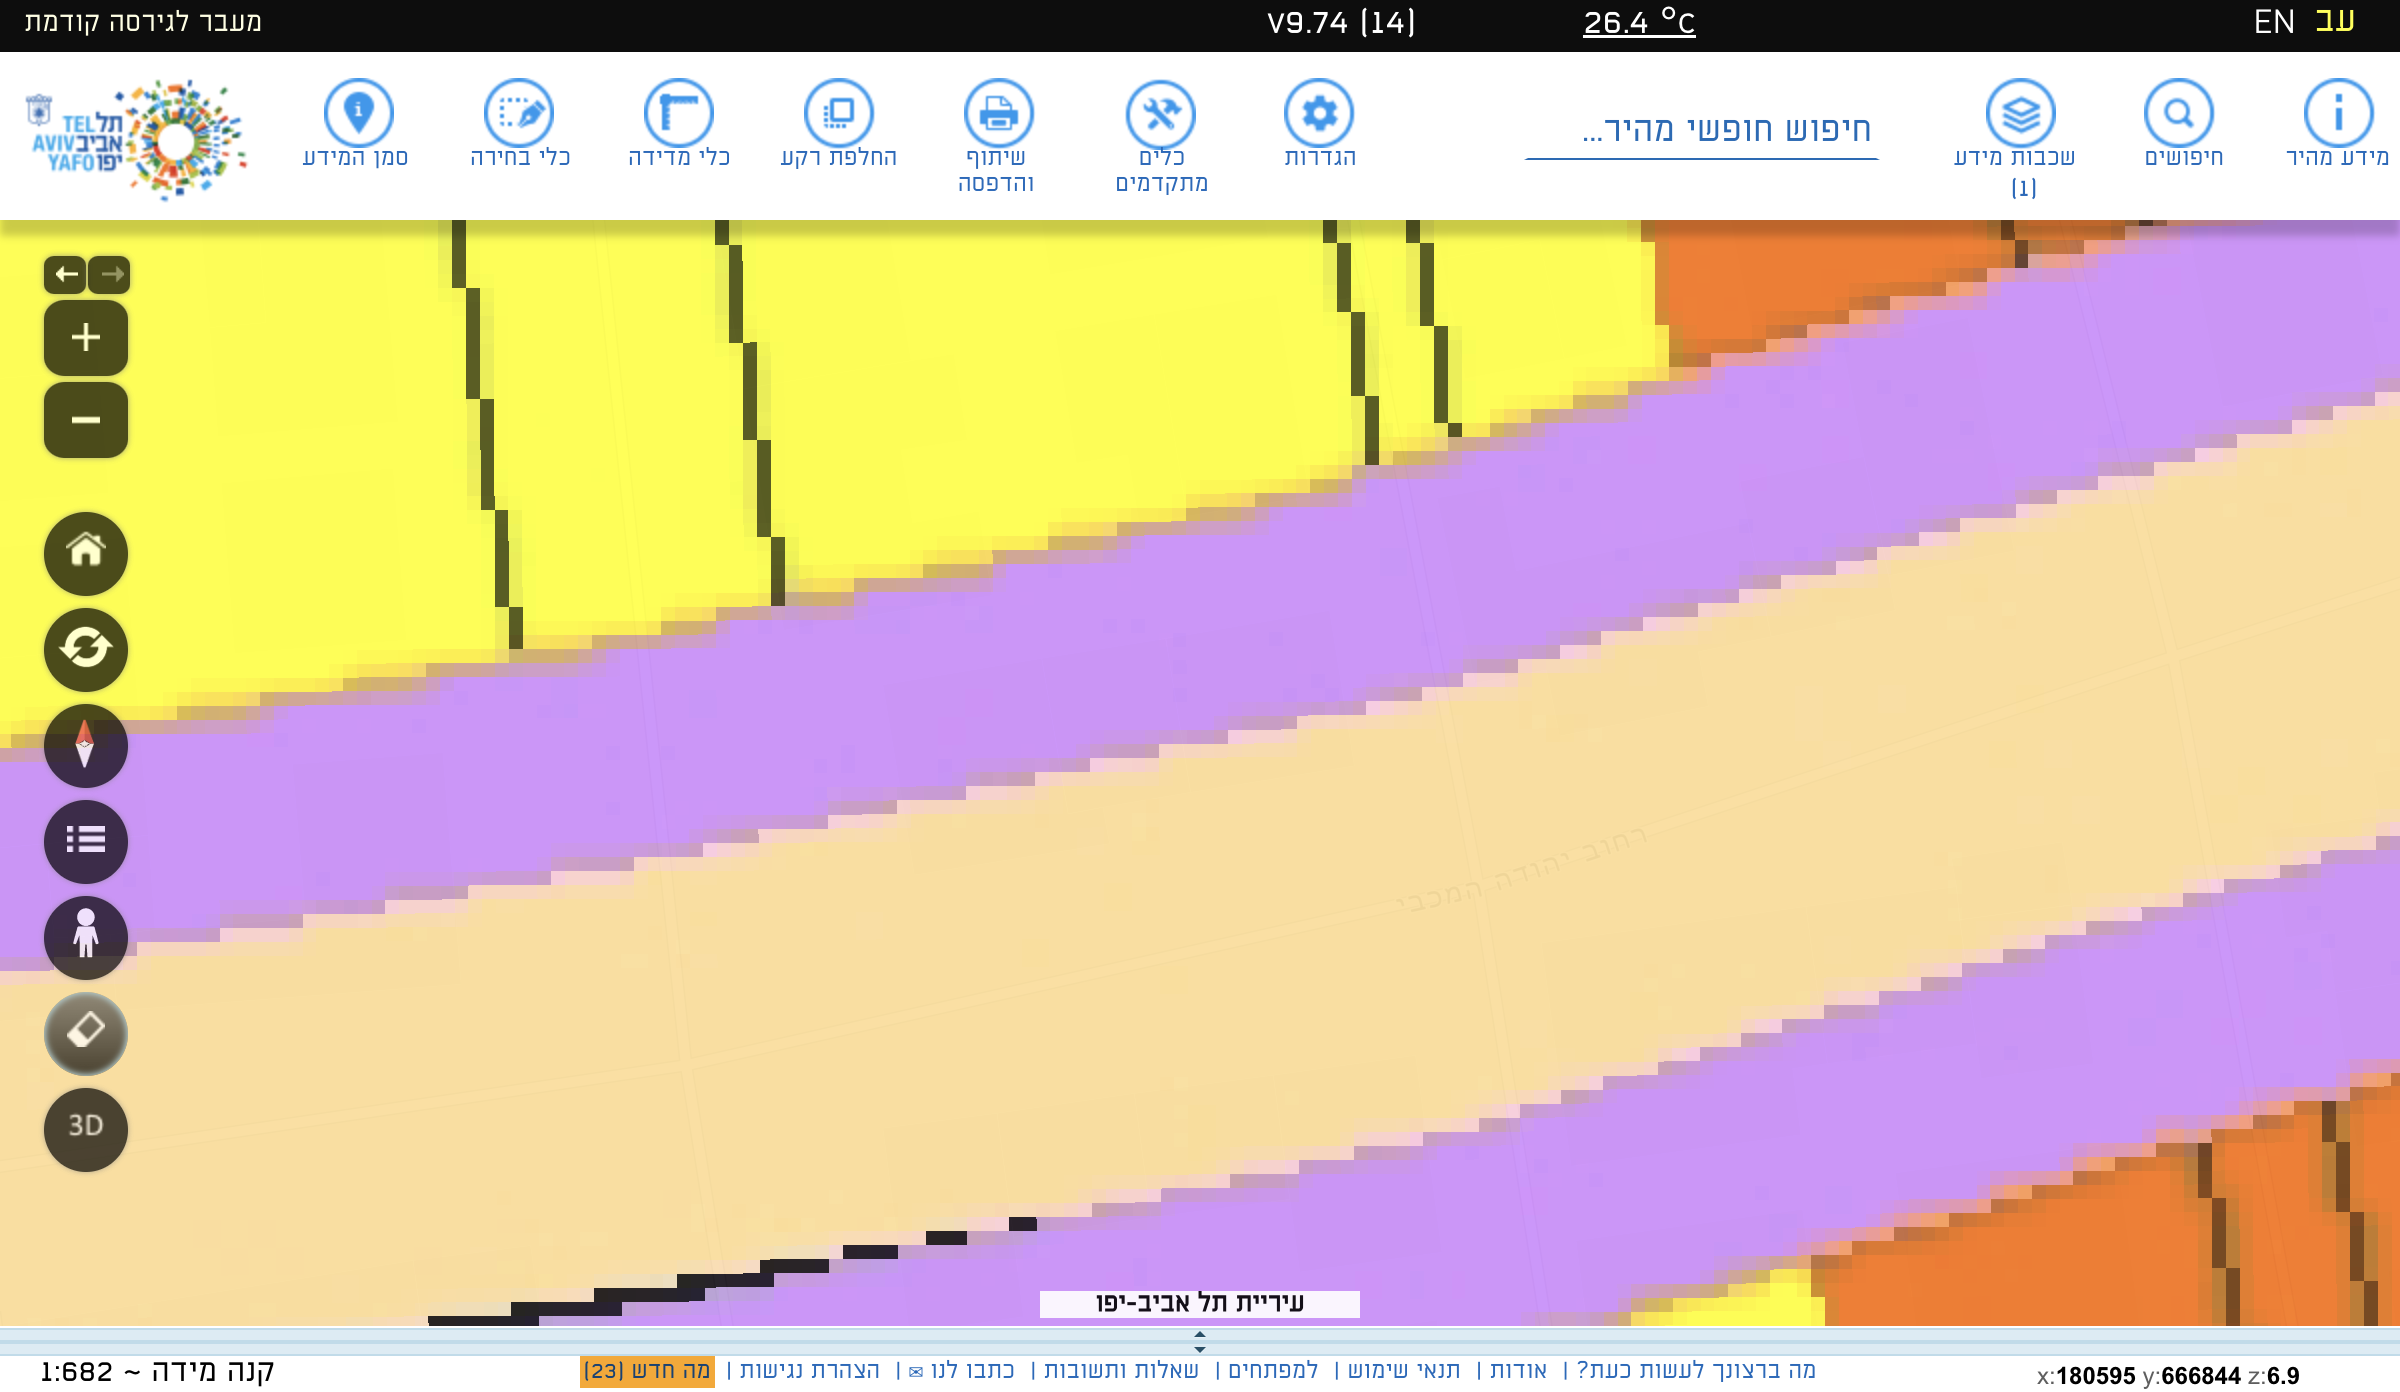 עב EN
26.4 °C
V9.74 (14)
מעבר לגירסה קודמת
מידע מהיר
חיפושים
שכבות מידע
(1)
חיפוש חופשי מהיר...
הגדרות
כלים
מתקדמים
שיתוף
והדפסה
החלפת רקע
כלי מדידה
כלי בחירה
סמן המידע
תל TEL
אביב AVIV
יפו YAFO
רחוב יהודה המכבי
3D
עיריית תל אביב-יפו
מה ברצונך לעשות כעת? | אודות | תנאי שימוש | למפתחים | שאלות ותשובות | כתבו לנו ✉ | הצהרת נגישות | מה חדש (23)
קנה מידה ~ 1:682
x:180595 y:666844 z:6.9